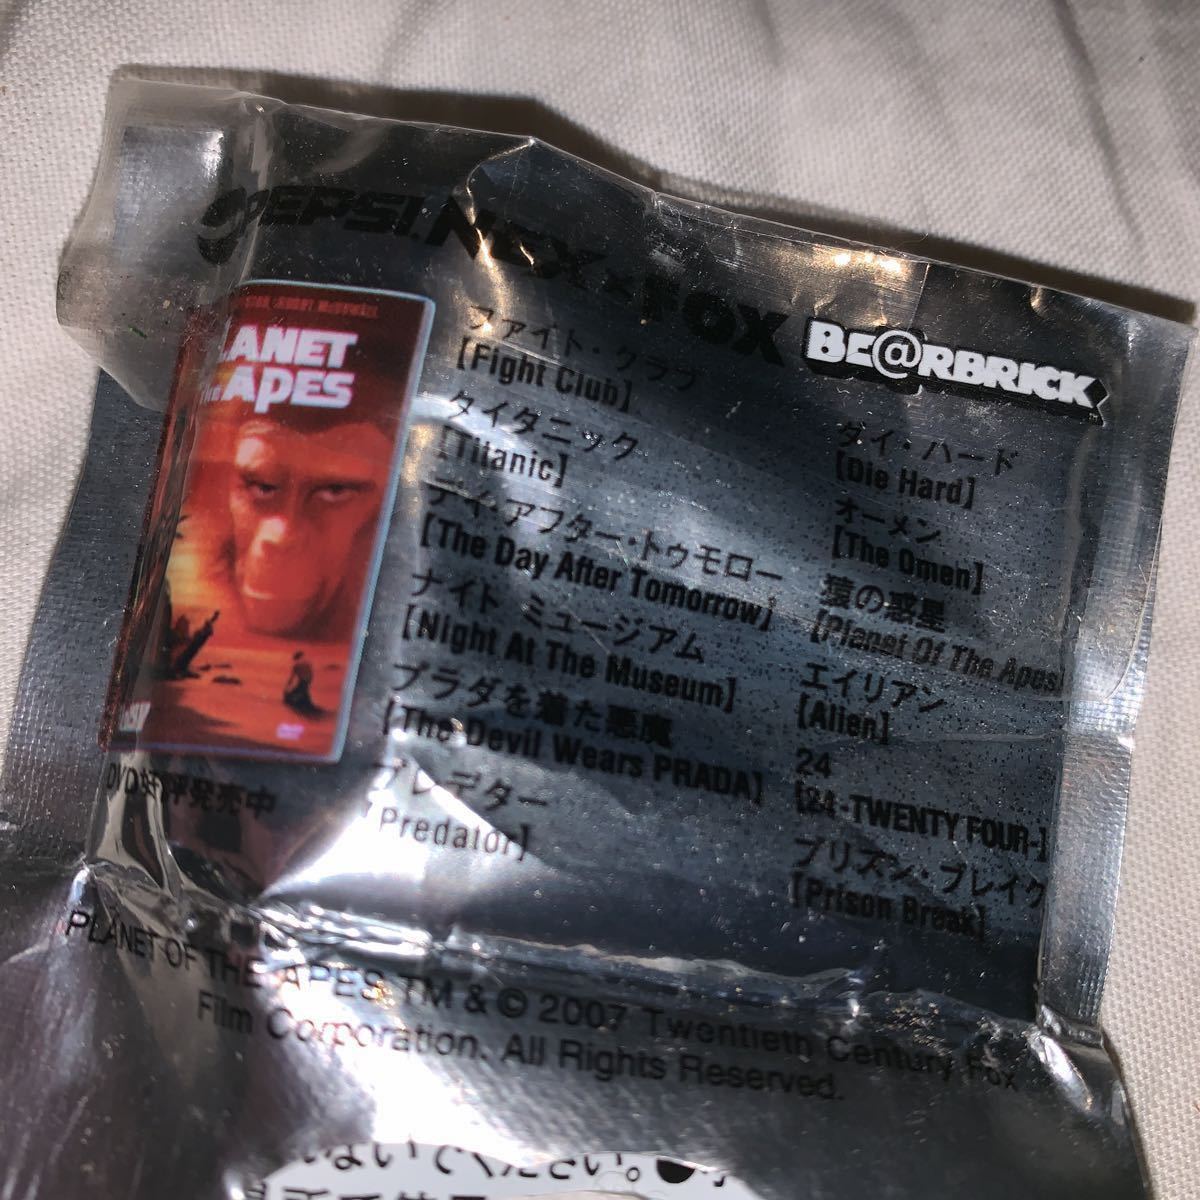 PEPSI NEX × FOX
BE@RBRICK
PLANET
THE APES
DVD好評発売中
ファイト・クラブ
【Fight Club】
タイタニック
【Titanic】
デイ・アフター・トゥモロー
【The Day After Tomorrow】
ナイト ミュージアム
【Night At The Museum】
プラダを着た悪魔
【The Devil Wears PRADA】
プレデター
【Predator】
ダイ・ハード
【Die Hard】
オーメン
【The Omen】
猿の惑星
【Planet Of The Apes
エイリアン
【Alien】
24
【24-TWENTY FOUR-】
プリズン・ブレイク
【Prison Break】
PLANET OF THE APES TM & © 2007 Twentieth Century Fox
Film Corporation. All Rights Reserved.
ないでください。●